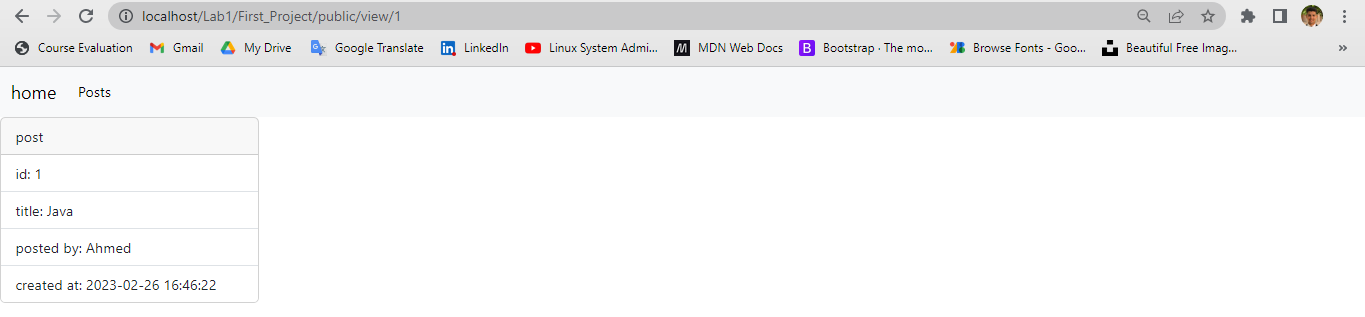 localhost/Lab1/First_Project/public/view/1
Course Evaluation Gmail My Drive Google Translate LinkedIn Linux System Admi... MDN Web Docs Bootstrap · The mo... Browse Fonts - Goo... Beautiful Free Imag... »
home Posts
post
id: 1
title: Java
posted by: Ahmed
created at: 2023-02-26 16:46:22